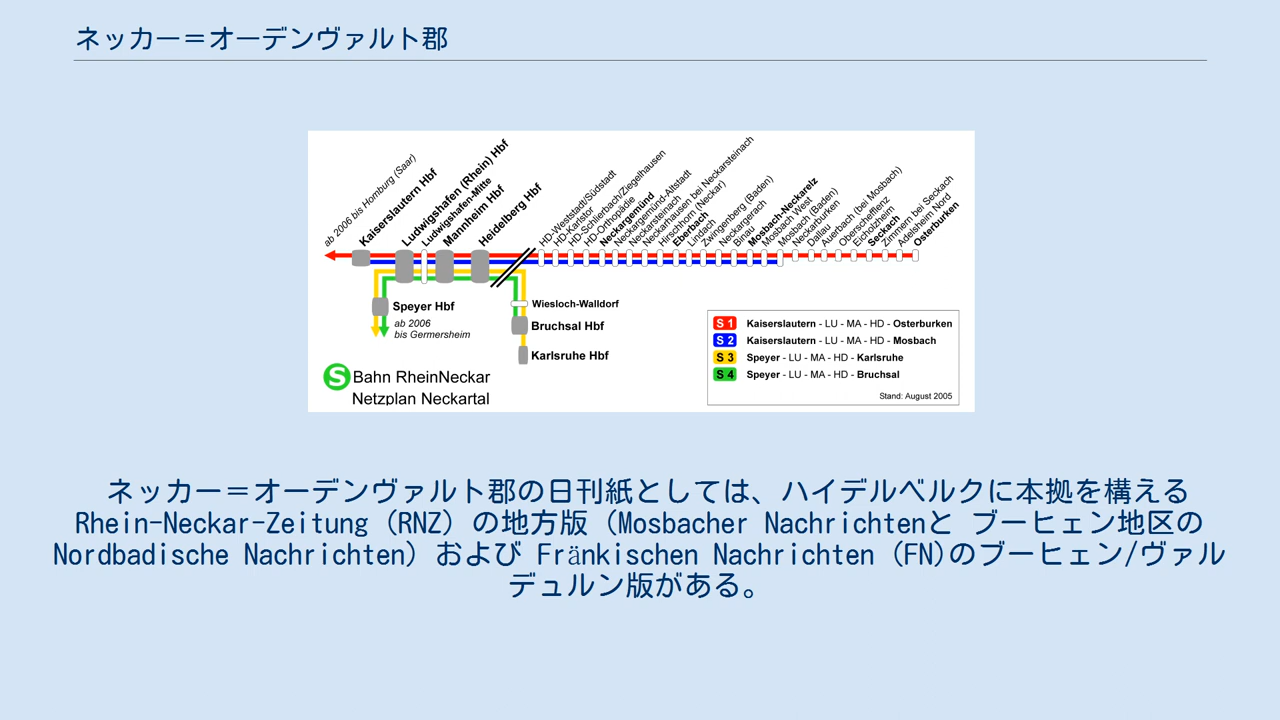 ネッカー＝オーデンヴァルト郡
ab 2006 bis Homburg (Saar)
Kaiserslautern Hbf
Ludwigshafen (Rhein) Hbf
Ludwigshafen-Mitte
Mannheim Hbf
Heidelberg Hbf
HD-Weststadt/Südstadt
HD-Karlstor
HD-Schlierbach/Ziegelhausen
HD-Orthopädie
Neckargemünd
Neckargemünd-Altstadt
Neckarsteinach
Neckarhausen bei Neckarsteinach
Hirschhorn (Neckar)
Eberbach
Lindach
Zwingenberg (Baden)
Neckargerach
Binau
Mosbach-Neckarelz
Mosbach West
Mosbach (Baden)
Neckarburken
Dallau
Auerbach (bei Mosbach)
Oberschefflenz
Eicholzheim
Seckach
Zimmern bei Seckach
Adelsheim Nord
Osterburken
Speyer Hbf
ab 2006
bis Germersheim
Wiesloch-Walldorf
Bruchsal Hbf
Karlsruhe Hbf
S Bahn RheinNeckar
Netzplan Neckartal
S 1 Kaiserslautern - LU - MA - HD - Osterburken
S 2 Kaiserslautern - LU - MA - HD - Mosbach
S 3 Speyer - LU - MA - HD - Karlsruhe
S 4 Speyer - LU - MA - HD - Bruchsal
Stand: August 2005
ネッカー＝オーデンヴァルト郡の日刊紙としては、ハイデルベルクに本拠を構える
Rhein-Neckar-Zeitung (RNZ) の地方版 (Mosbacher Nachrichtenと ブーヒェン地区の
Nordbadische Nachrichten) および Fränkischen Nachrichten (FN)のブーヒェン/ヴァル
デュルン版がある。